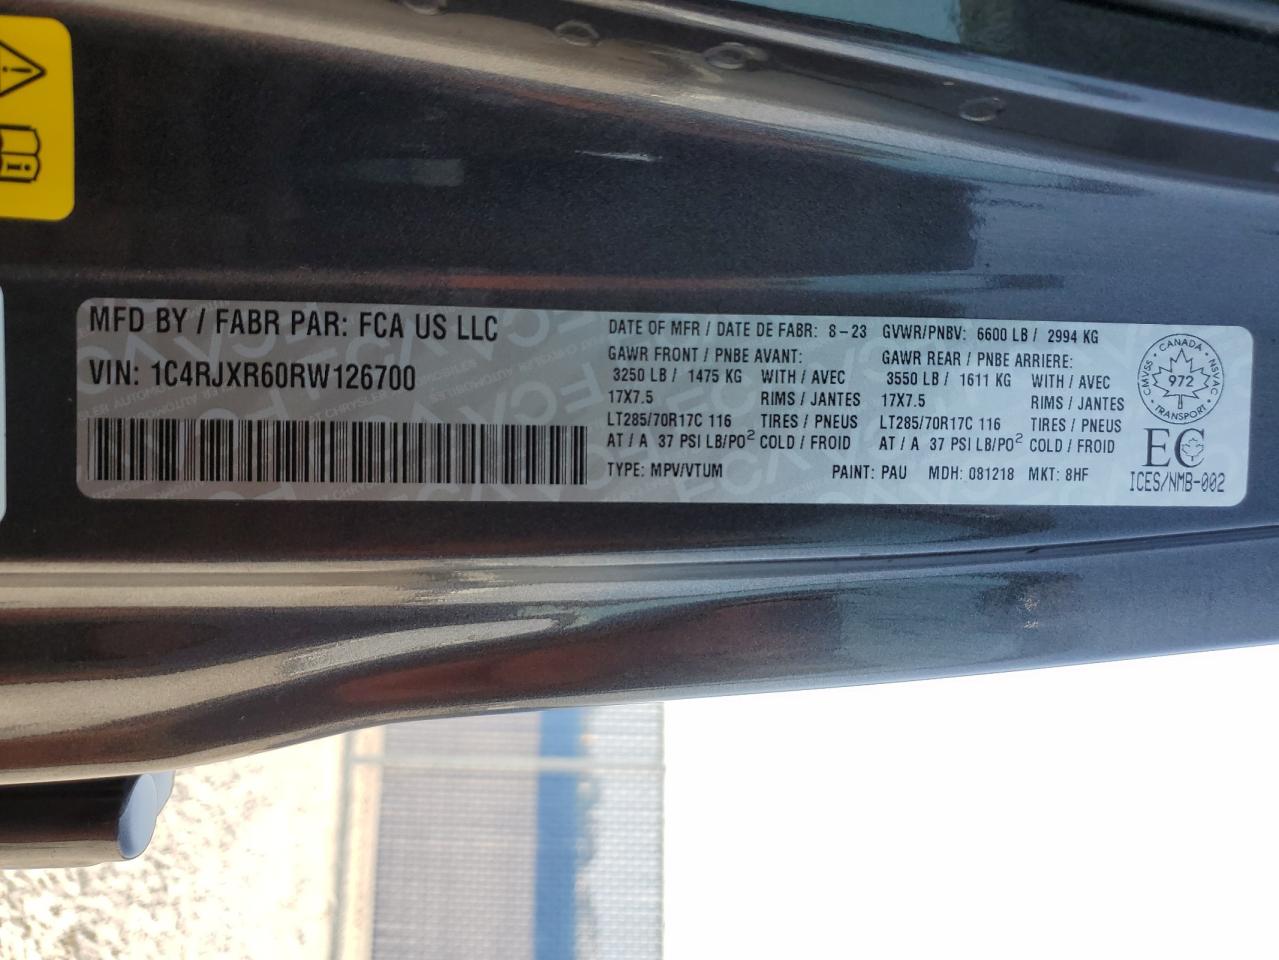 MFD BY / FABR PAR: FCA US LLC
VIN: 1C4RJXR60RW126700
DATE OF MFR / DATE DE FABR: 8-23 GVWR/PNBV: 6600 LB / 2994 KG
GAWR FRONT / PNBE AVANT: GAWR REAR / PNBE ARRIERE:
3250 LB / 1475 KG WITH / AVEC 3550 LB / 1611 KG WITH / AVEC
17X7.5 RIMS / JANTES 17X7.5 RIMS / JANTES
LT285/70R17C 116 TIRES / PNEUS LT285/70R17C 116 TIRES / PNEUS
AT / A 37 PSI LB/PO² COLD / FROID AT / A 37 PSI LB/PO² COLD / FROID
TYPE: MPV/VTUM PAINT: PAU MDH: 081218 MKT: 8HF
CANADA
CMVSS 972 NSVAC
TRANSPORT
EC
ICES/NMB-002